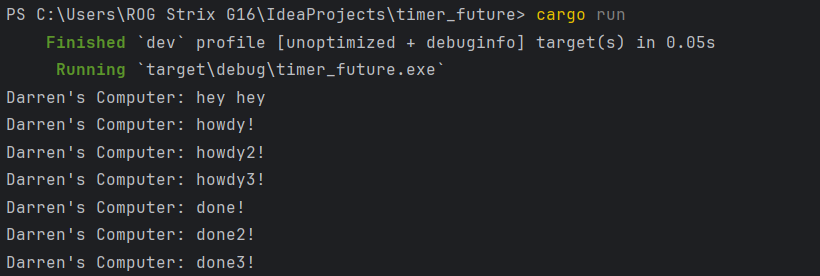 PS C:\Users\ROG Strix G16\IdeaProjects\timer_future> cargo run
    Finished `dev` profile [unoptimized + debuginfo] target(s) in 0.05s
     Running `target\debug\timer_future.exe`
Darren's Computer: hey hey
Darren's Computer: howdy!
Darren's Computer: howdy2!
Darren's Computer: howdy3!
Darren's Computer: done!
Darren's Computer: done2!
Darren's Computer: done3!